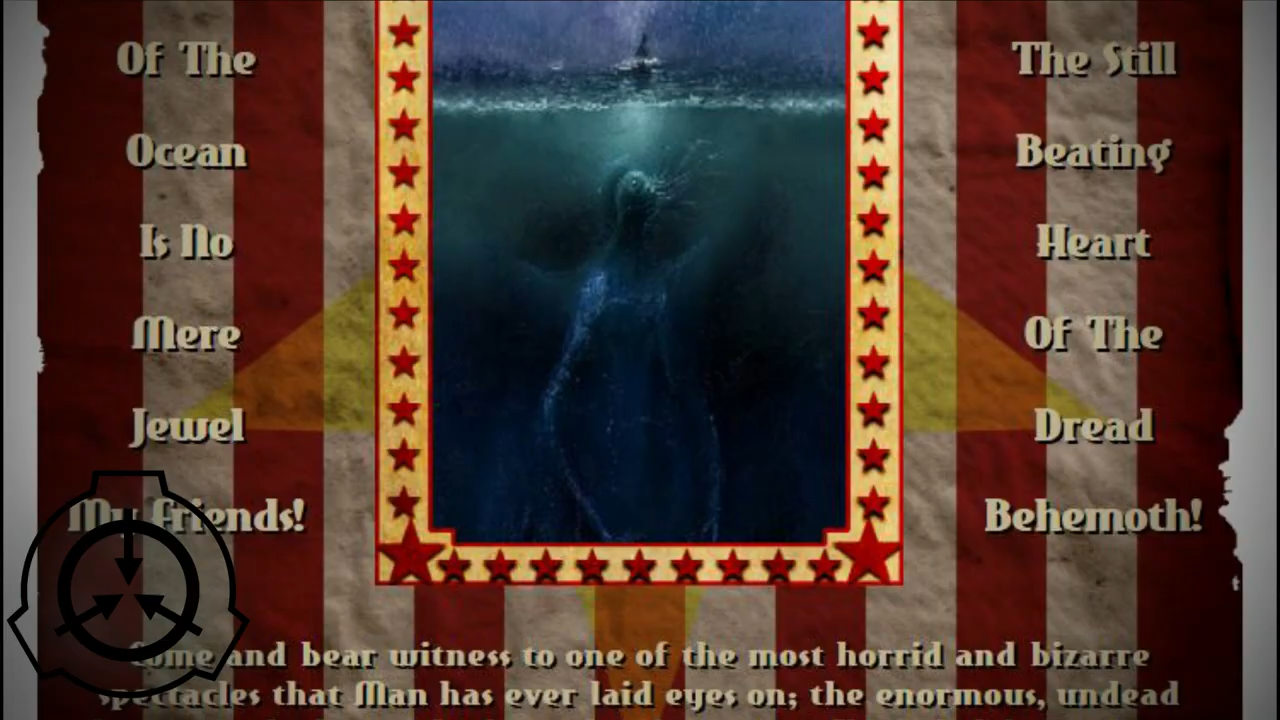 Of The
Ocean
Is No
Mere
Jewel
My Friends!
The Still
Beating
Heart
Of The
Dread
Behemoth!
Come and bear witness to one of the most horrid and bizarre
spectacles that Man has ever laid eyes on; the enormous, undead